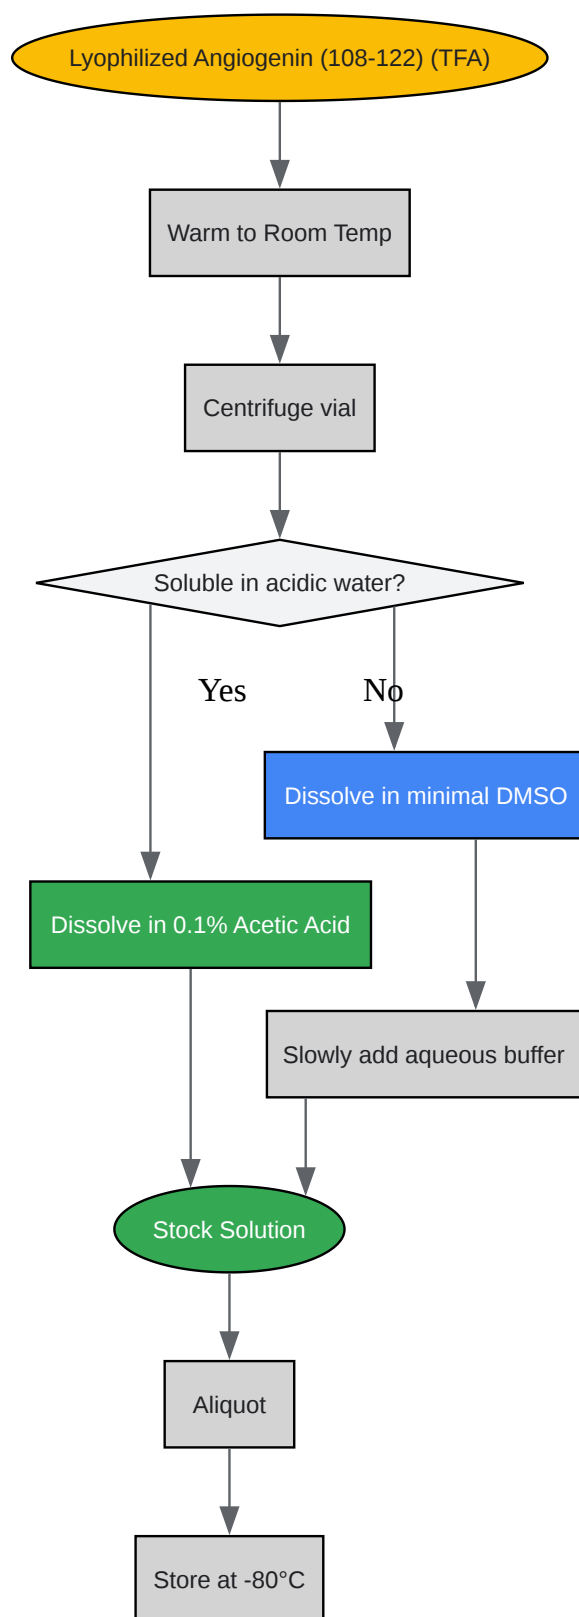 Lyophilized Angiogenin (108-122) (TFA)
Warm to Room Temp
Centrifuge vial
Soluble in acidic water?
Yes
No
Dissolve in minimal DMSO
Dissolve in 0.1% Acetic Acid
Slowly add aqueous buffer
Stock Solution
Aliquot
Store at -80°C